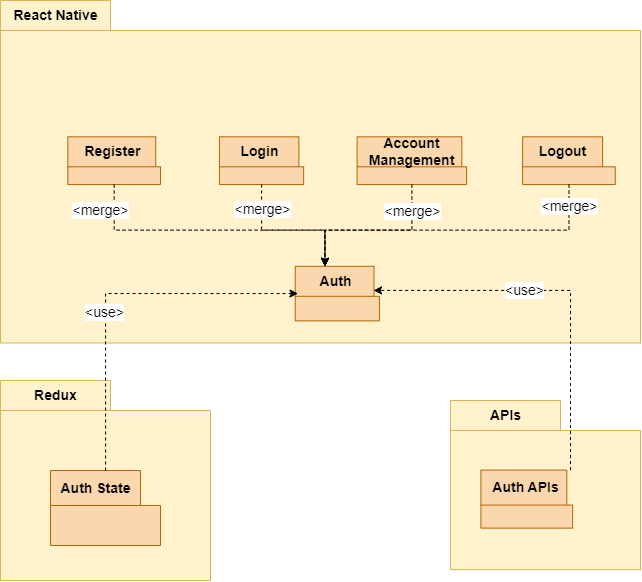 React Native
Register
Login
Account
Management
Logout
<merge>
<merge>
<merge>
<merge>
Auth
<use>
<use>
Redux
APIs
Auth State
Auth APIs